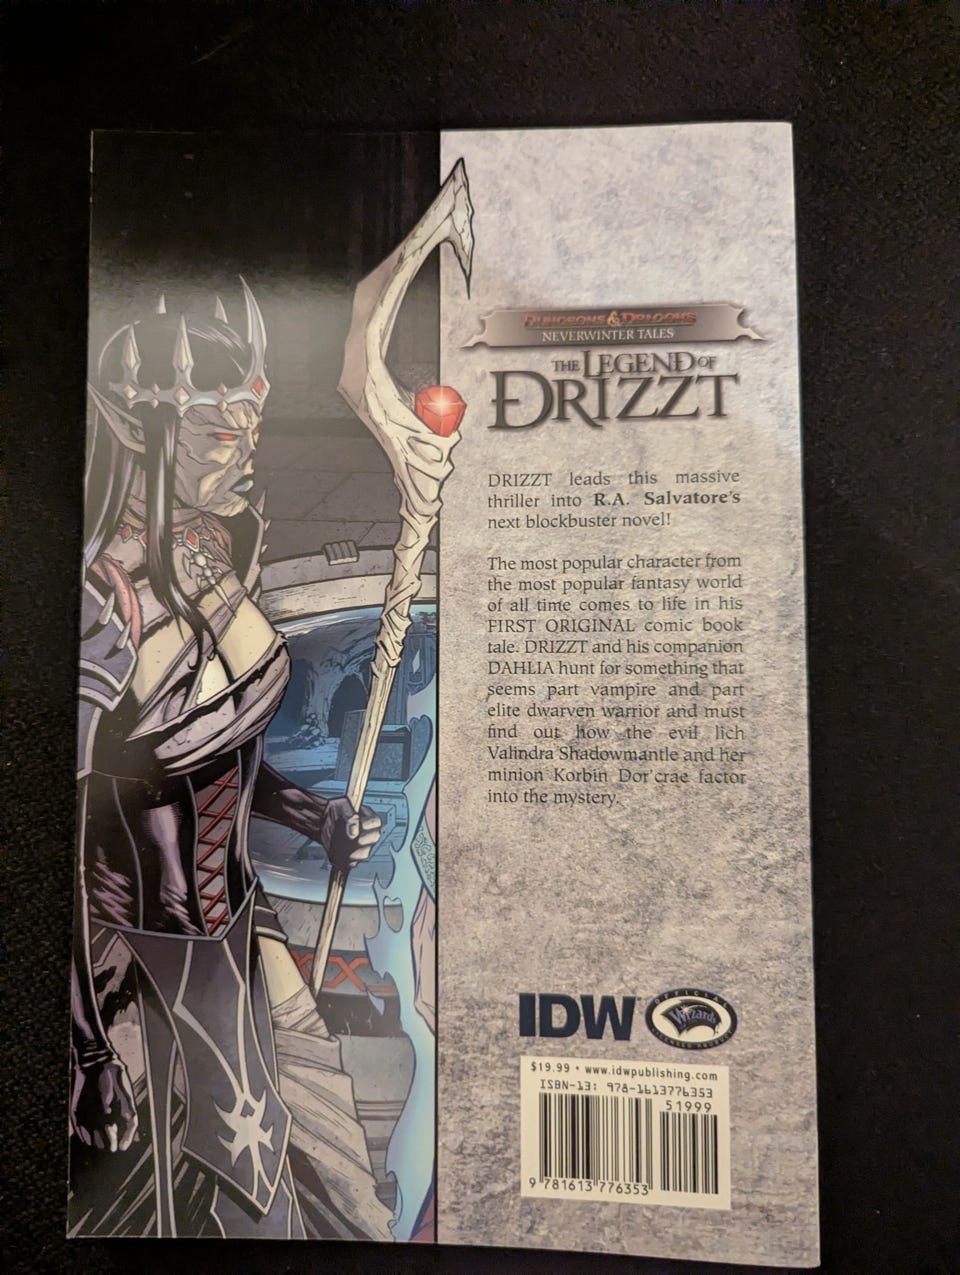 DUNGEONS & DRAGONS
NEVERWINTER TALES
THE LEGEND OF
DRIZZT
DRIZZT leads this massive
thriller into R.A. Salvatore's
next blockbuster novel!
The most popular character from
the most popular fantasy world
of all time comes to life in his
FIRST ORIGINAL comic book
tale. DRIZZT and his companion
DAHLIA hunt for something that
seems part vampire and part
elite dwarven warrior and must
find out how the evil lich
Valindra Shadowmantle and her
minion Korbin Dor'crae factor
into the mystery.
IDW
OFFICIAL
Wizards
LICENSED PRODUCT
$19.99 • www.idwpublishing.com
ISBN-13: 978-1613776353
51999
9 781613 776353